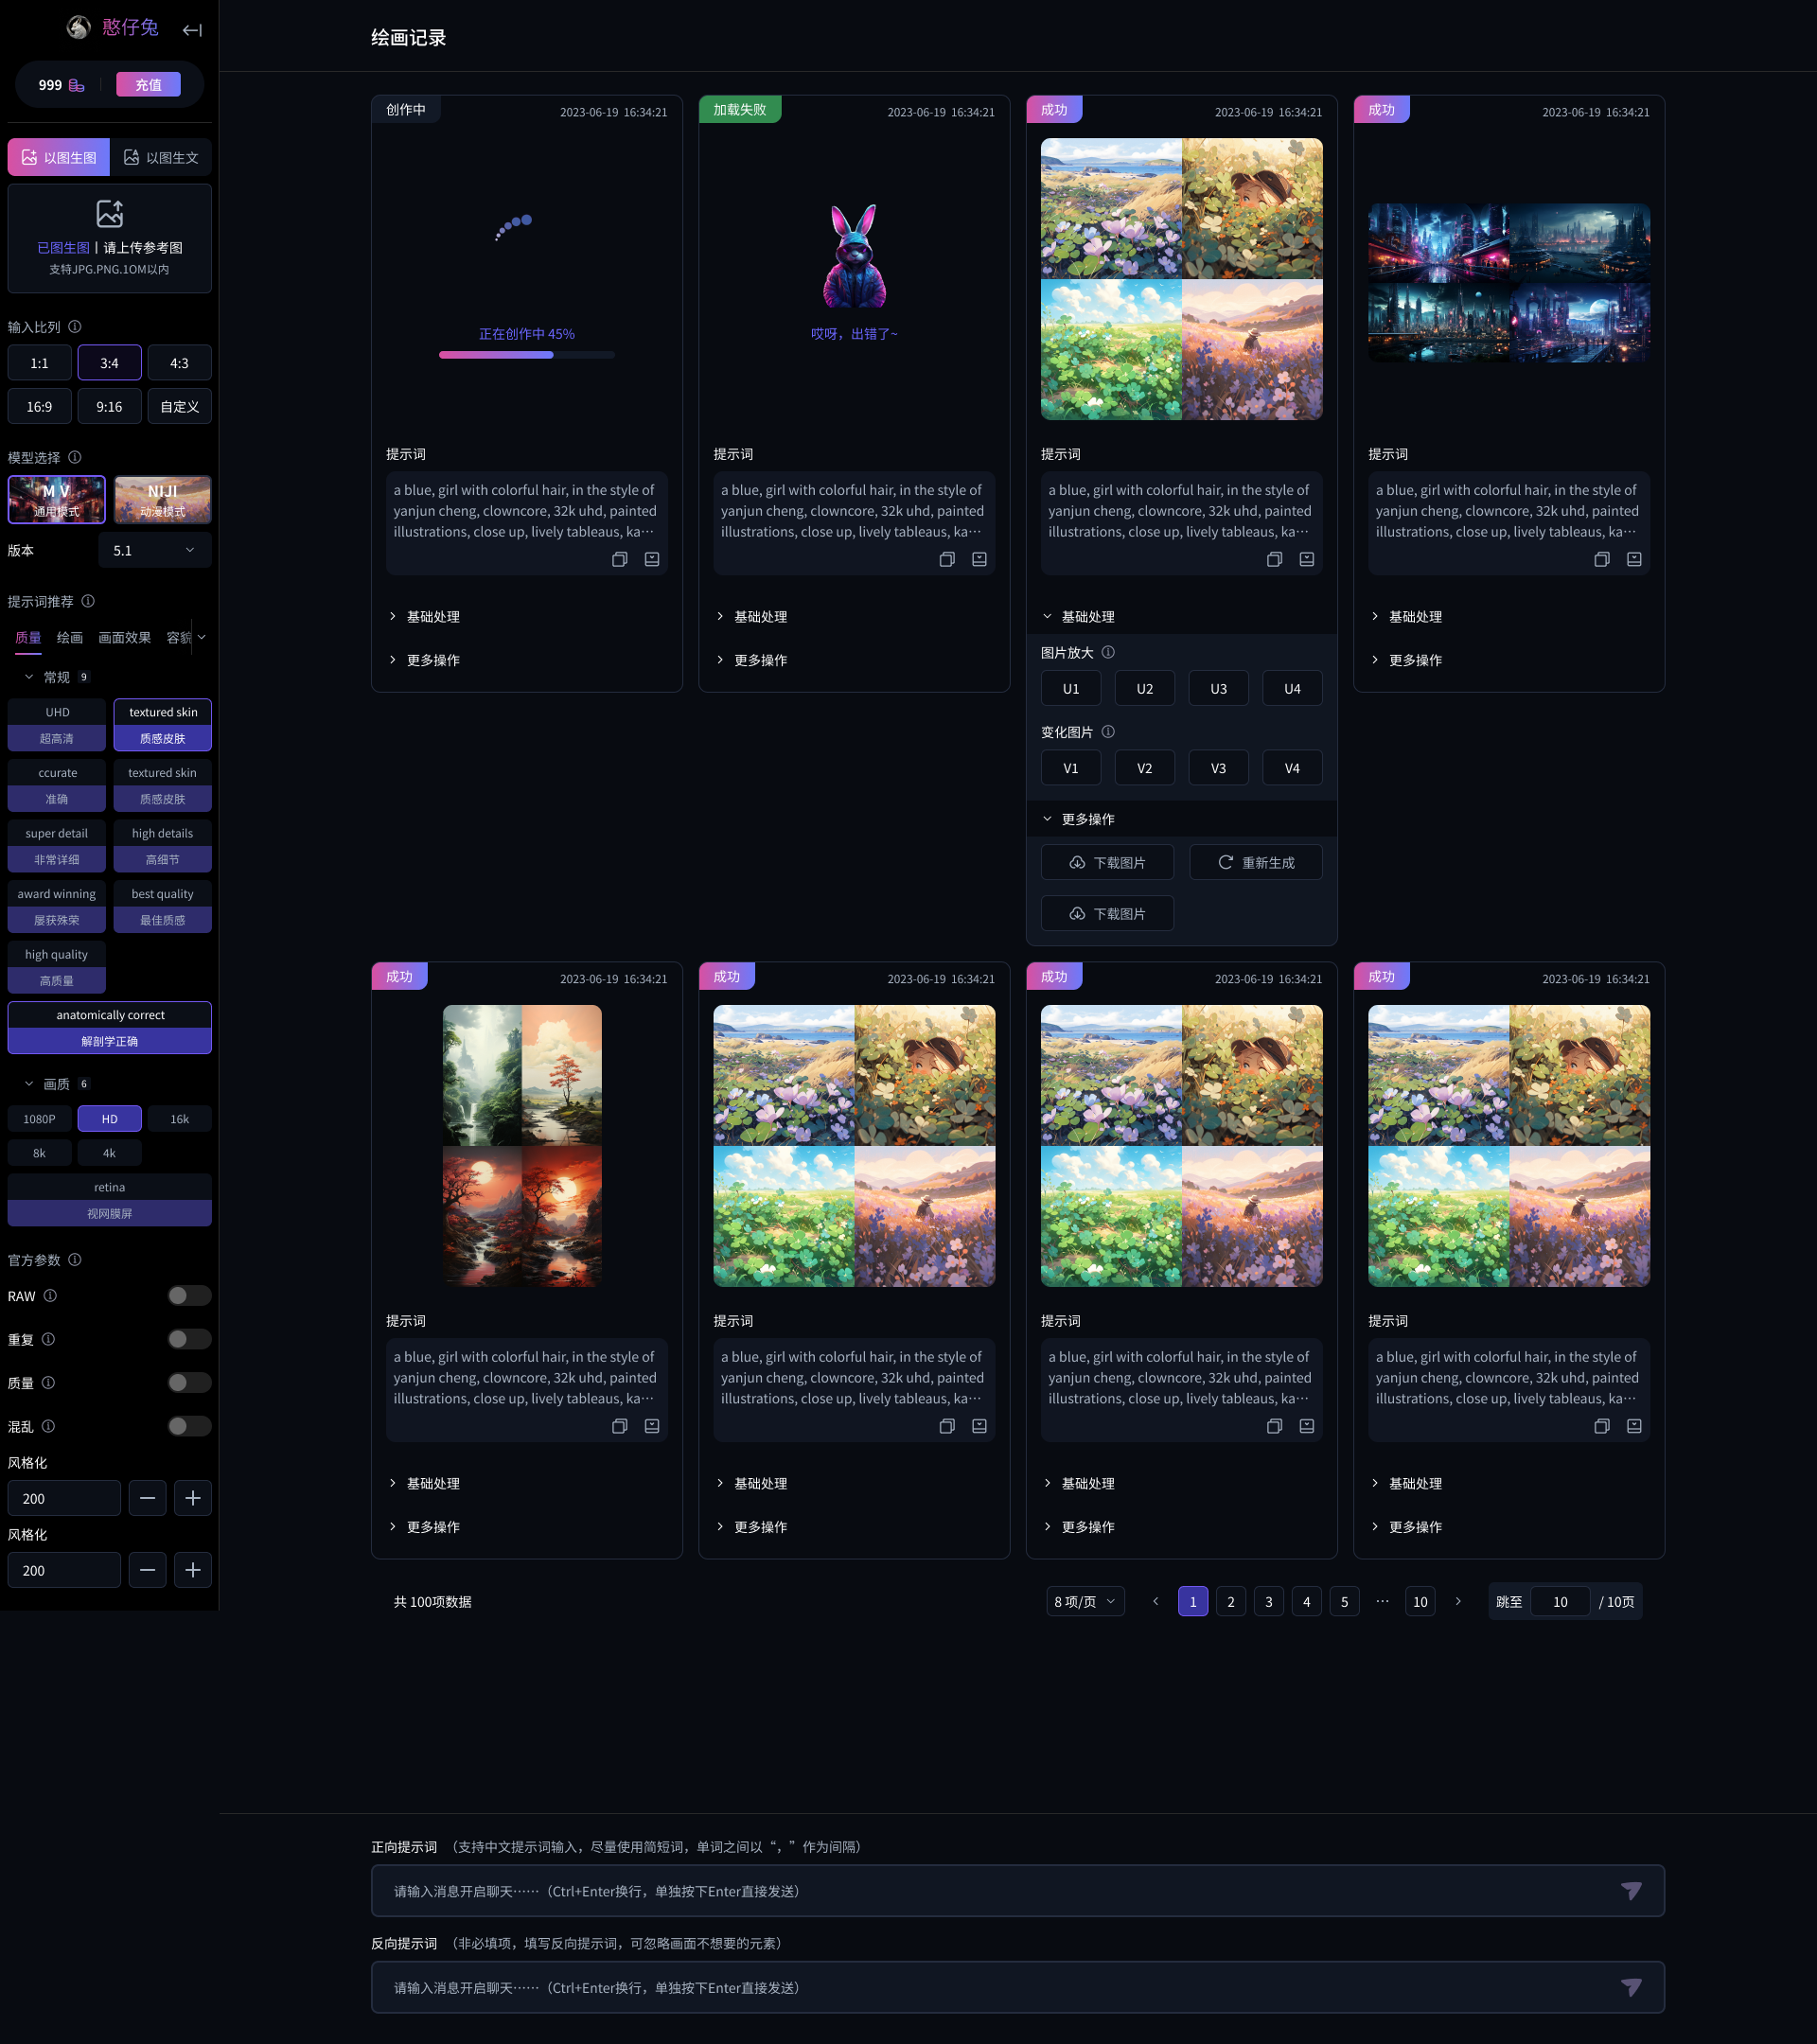 憨仔兔
999
充值
以图生图
以图生文
已图生图 | 请上传参考图
支特JPG.PNG.1OM以内
输入比列
1:1
3:4
4:3
16:9
9:16
自定义
模型选择
M V
通用模式
NIJI
动漫模式
版本
5.1
提示词推荐
质量
绘画
画面效果
容貌
常规 9
UHD
超高清
textured skin
质感皮肤
ccurate
准确
textured skin
质感皮肤
super detail
非常详细
high details
高细节
award winning
屡获殊荣
best quality
最佳质感
high quality
高质量
anatomically correct
解剖学正确
画质 6
1080P
HD
16k
8k
4k
retina
视网膜屏
官方参数
RAW
重复
质量
混乱
风格化
200
风格化
200
绘画记录
创作中
2023-06-19 16:34:21
正在创作中 45%
提示词
a blue, girl with colorful hair, in the style of
yanjun cheng, clowncore, 32k uhd, painted
illustrations, close up, lively tableaus, ka…
基础处理
更多操作
加载失败
2023-06-19 16:34:21
哎呀，出错了~
提示词
a blue, girl with colorful hair, in the style of
yanjun cheng, clowncore, 32k uhd, painted
illustrations, close up, lively tableaus, ka…
基础处理
更多操作
成功
2023-06-19 16:34:21
提示词
a blue, girl with colorful hair, in the style of
yanjun cheng, clowncore, 32k uhd, painted
illustrations, close up, lively tableaus, ka…
基础处理
图片放大
U1
U2
U3
U4
变化图片
V1
V2
V3
V4
更多操作
下载图片
重新生成
下载图片
成功
2023-06-19 16:34:21
提示词
a blue, girl with colorful hair, in the style of
yanjun cheng, clowncore, 32k uhd, painted
illustrations, close up, lively tableaus, ka…
基础处理
更多操作
成功
2023-06-19 16:34:21
提示词
a blue, girl with colorful hair, in the style of
yanjun cheng, clowncore, 32k uhd, painted
illustrations, close up, lively tableaus, ka…
基础处理
更多操作
成功
2023-06-19 16:34:21
提示词
a blue, girl with colorful hair, in the style of
yanjun cheng, clowncore, 32k uhd, painted
illustrations, close up, lively tableaus, ka…
基础处理
更多操作
成功
2023-06-19 16:34:21
提示词
a blue, girl with colorful hair, in the style of
yanjun cheng, clowncore, 32k uhd, painted
illustrations, close up, lively tableaus, ka…
基础处理
更多操作
成功
2023-06-19 16:34:21
提示词
a blue, girl with colorful hair, in the style of
yanjun cheng, clowncore, 32k uhd, painted
illustrations, close up, lively tableaus, ka…
基础处理
更多操作
共 100项数据
8 项/页
1
2
3
4
5
…
10
跳至 10 / 10页
正向提示词 （支持中文提示词输入，尽量使用简短词，单词之间以“，”作为间隔）
请输入消息开启聊天……（Ctrl+Enter换行，单独按下Enter直接发送）
反向提示词 （非必填项，填写反向提示词，可忽略画面不想要的元素）
请输入消息开启聊天……（Ctrl+Enter换行，单独按下Enter直接发送）